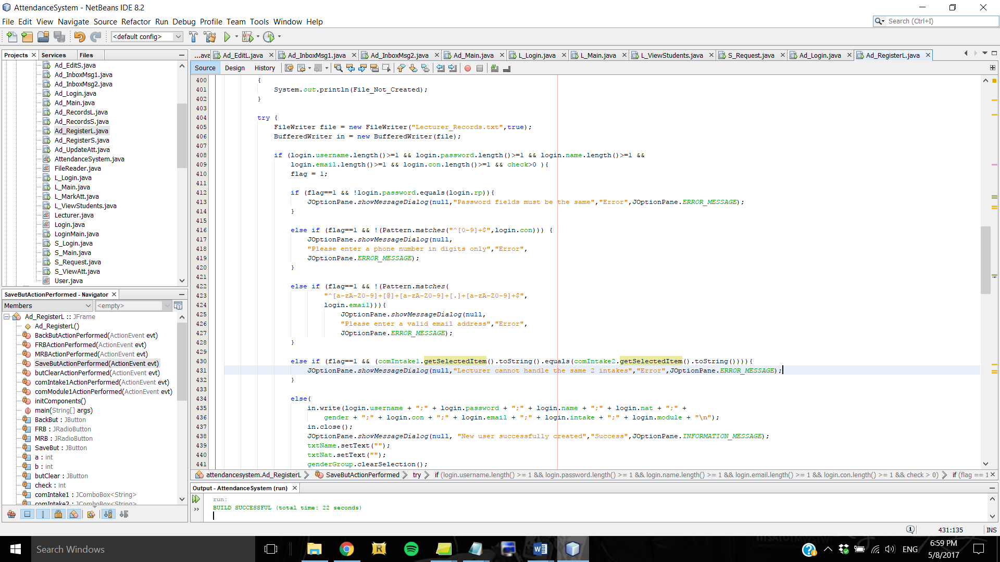 AttendanceSystem - NetBeans IDE 8.2
File Edit View Navigate Source Refactor Run Debug Profile Team Tools Window Help
Search (Ctrl+I)
<default config>
Projects Services Files
Ad_EditS.java
Ad_InboxMsg1.java
Ad_InboxMsg2.java
Ad_Login.java
Ad_Main.java
Ad_RecordsL.java
Ad_RecordsS.java
Ad_RegisterL.java
Ad_RegisterS.java
Ad_UpdateAtt.java
AttendanceSystem.java
FileReader.java
L_Login.java
L_Main.java
L_MarkAtt.java
L_ViewStudents.java
Lecturer.java
Login.java
LoginMain.java
S_Login.java
S_Main.java
S_Request.java
S_ViewAtt.java
User.java
SaveButActionPerformed - Navigator
Members <empty>
Ad_RegisterL :: JFrame
Ad_RegisterL()
BackButActionPerformed(ActionEvent evt)
FRBActionPerformed(ActionEvent evt)
MRBActionPerformed(ActionEvent evt)
SaveButActionPerformed(ActionEvent evt)
butClearActionPerformed(ActionEvent evt)
comIntake1ActionPerformed(ActionEvent evt)
comModule1ActionPerformed(ActionEvent evt)
initComponents()
main(String[] args)
BackBut : JButton
FRB : JRadioButton
MRB : JRadioButton
SaveBut : JButton
a : int
b : int
butClear : JButton
check : int
comIntake1 : JComboBox<String>
comIntake2 : JComboBox<String>
...ava Ad_EditL.java Ad_InboxMsg1.java Ad_InboxMsg2.java Ad_Main.java L_Login.java L_Main.java L_ViewStudents.java S_Request.java Ad_Login.java Ad_RegisterL.java
Source Design History
400 {
401 System.out.println(File_Not_Created);
402 }
403
404 try {
405 FileWriter file = new FileWriter("Lecturer_Records.txt",true);
406 BufferedWriter in = new BufferedWriter(file);
407
408 if (login.username.length()>=1 && login.password.length()>=1 && login.name.length()>=1 &&
409 login.email.length()>=1 && login.con.length()>=1 && check>0 ){
410 flag = 1;
411
412 if (flag==1 && !login.password.equals(login.rp)){
413 JOptionPane.showMessageDialog(null,"Password fields must be the same","Error",JOptionPane.ERROR_MESSAGE);
414 }
415
416 else if (flag==1 && !(Pattern.matches("^[0-9]+$",login.con))) {
417 JOptionPane.showMessageDialog(null,
418 "Please enter a phone number in digits only","Error",
419 JOptionPane.ERROR_MESSAGE);
420 }
421
422 else if (flag==1 && !(Pattern.matches(
423 "^[a-zA-Z0-9]+[@]+[a-zA-Z0-9]+[.]+[a-zA-Z0-9]+$",
424 login.email))){
425 JOptionPane.showMessageDialog(null,
426 "Please enter a valid email address","Error",
427 JOptionPane.ERROR_MESSAGE);
428 }
429
430 else if (flag==1 && (comIntake1.getSelectedItem().toString().equals(comIntake2.getSelectedItem().toString()))){
431 JOptionPane.showMessageDialog(null,"Lecturer cannot handle the same 2 intakes","Error",JOptionPane.ERROR_MESSAGE);
432 }
433
434 else{
435 in.write(login.username + ";" + login.password + ";" + login.name + ";" + login.nat + ";" +
436 gender + ";" + login.con + ";" + login.email + ";" + login.intake + ";" + login.module + "\n");
437 in.close();
438 JOptionPane.showMessageDialog(null, "New user successfully created","Success",JOptionPane.INFORMATION_MESSAGE);
439 txtName.setText("");
440 txtNat.setText("");
441 genderGroup.clearSelection();
attendancesystem.Ad_RegisterL SaveButActionPerformed try if (login.username.length() >= 1 && login.password.length() >= 1 && login.name.length() >= 1 && login.email.length() >= 1 && login.con.length() >= 1 && check > 0) if (flag == 1
Output - AttendanceSystem (run)
run:
BUILD SUCCESSFUL (total time: 22 seconds)
1 431:135 INS
Search Windows
ENG
6:59 PM
5/8/2017